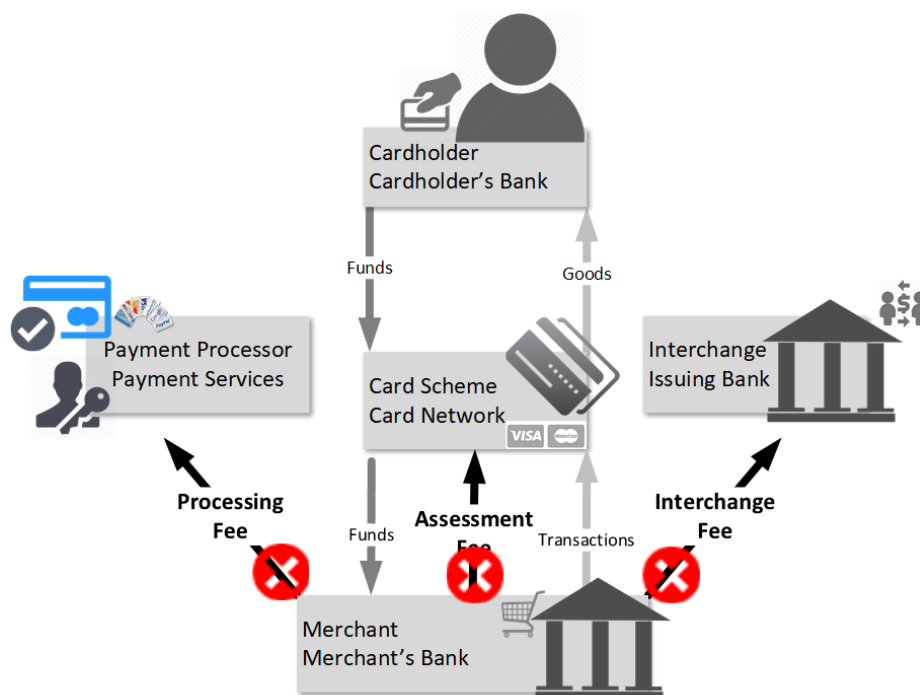 Cardholder
Cardholder's Bank
Funds
Goods
Payment Processor
Payment Services
Card Scheme
Card Network
VISA
Interchange
Issuing Bank
Processing
Fee
Assessment
Fee
Interchange
Fee
Funds
Transactions
Merchant
Merchant's Bank